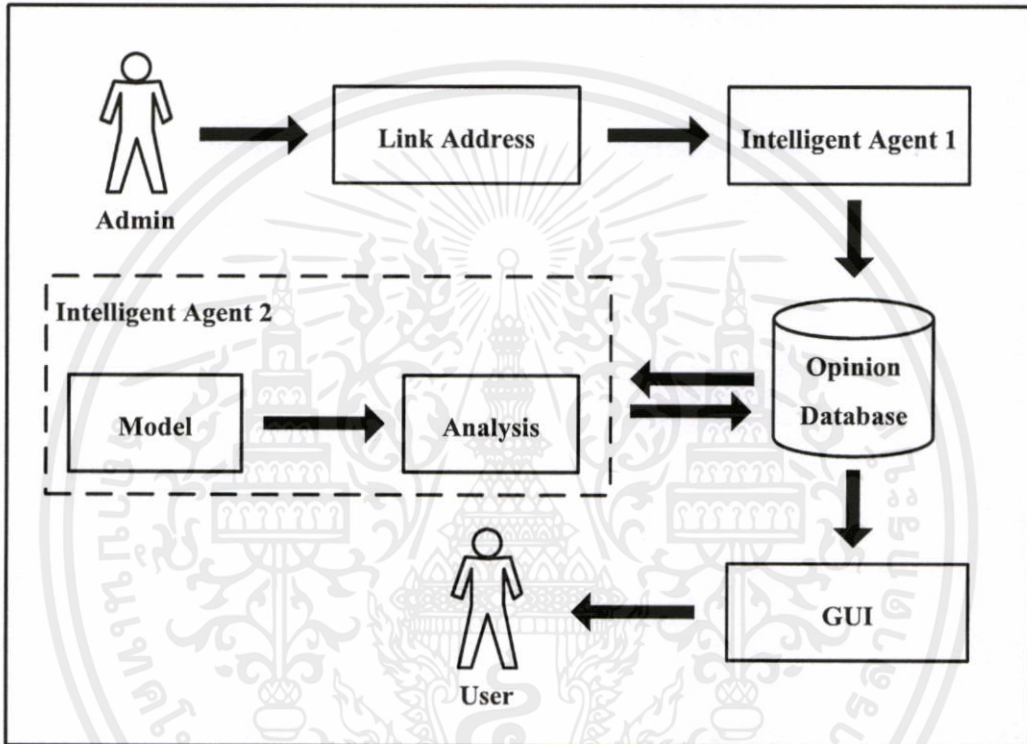 Admin
Link Address
Intelligent Agent 1
Intelligent Agent 2
Model
Analysis
Opinion
Database
GUI
User